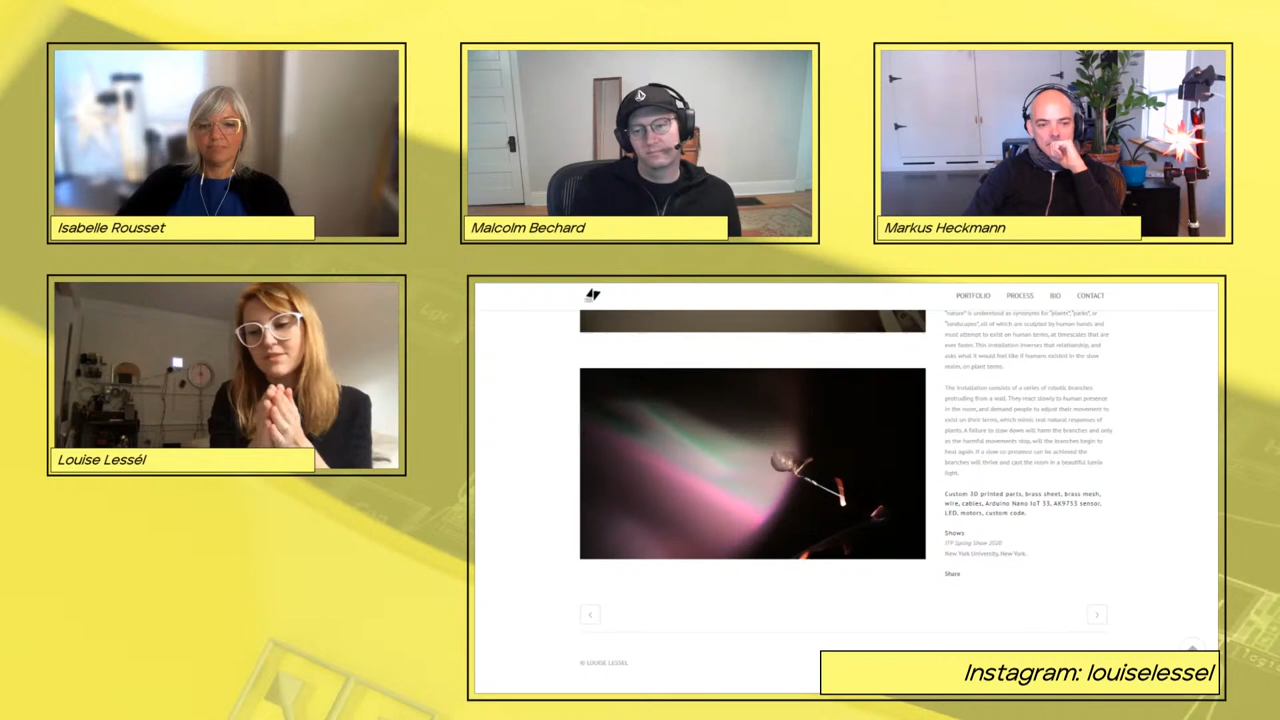 Isabelle Rousset
Malcolm Bechard
Markus Heckmann
Louise Lessél
PORTFOLIO PROCESS BIO CONTACT
"nature" is understood as synonyms for "plants", "parks", or
"landscapes", all of which are sculpted by human hands and
must attempt to exist on human terms, at timescales that are
ever faster. This installation inverses that relationship, and
asks what it would feel like if humans existed in the slow
realm, on plant terms.
The installation consists of a series of robotic branches
protruding from a wall. They react slowly to human presence
in the room, and demand people to adjust their movement to
exist on their terms, which mimic real natural responses of
plants. A failure to slow down will harm the branches and only
as the harmful movements stop, will the branches begin to
heal again. If a slow co presence can be achieved the
branches will thrive and cast the room in a beautiful lumia
light.
Custom 3D printed parts, brass sheet, brass mesh,
wire, cables, Arduino Nano IoT 33, AK9753 sensor,
LED, motors, custom code.
Shows
ITP Spring Show 2020
New York University, New York.
Share
© LOUISE LESSEL
Instagram: louiselessel